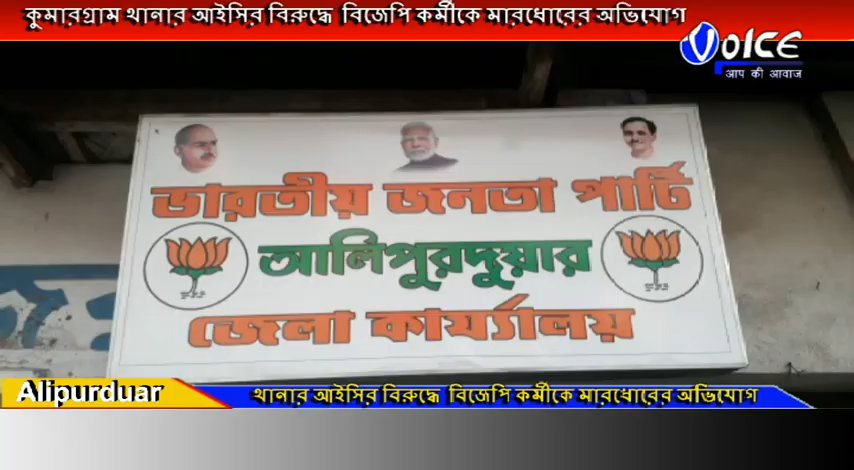 কুমারগ্রাম থানার আইসির বিরুদ্ধে বিজেপি কর্মীকে মারধোরের অভিযোগ
VOICE
आप की आवाज
ভারতীয় জনতা পার্টি
আলিপুরদুয়ার
জেলা কার্য্যালয়
Alipurduar
থানার আইসির বিরুদ্ধে বিজেপি কর্মীকে মারধোরের অভিযোগ